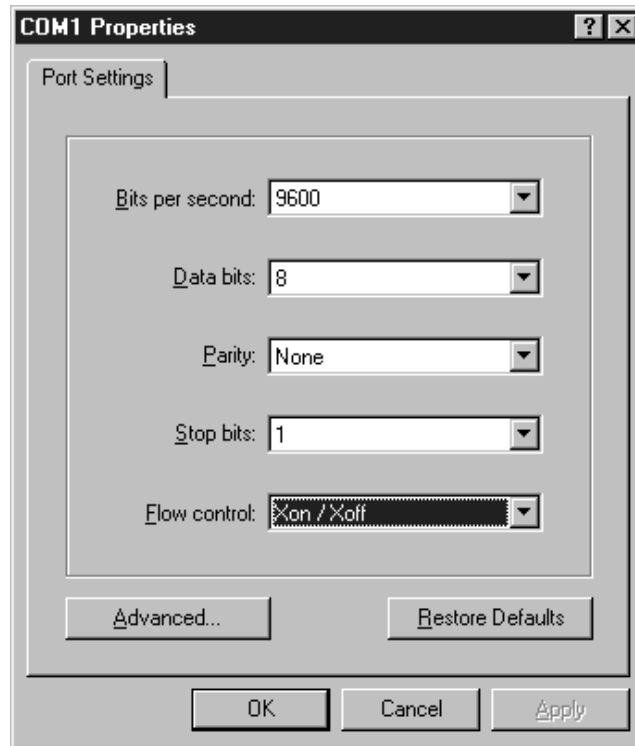 COM1 Properties
Port Settings
Bits per second: 9600
Data bits: 8
Parity: None
Stop bits: 1
Flow control: Xon / Xoff
Advanced... Restore Defaults
OK Cancel Apply